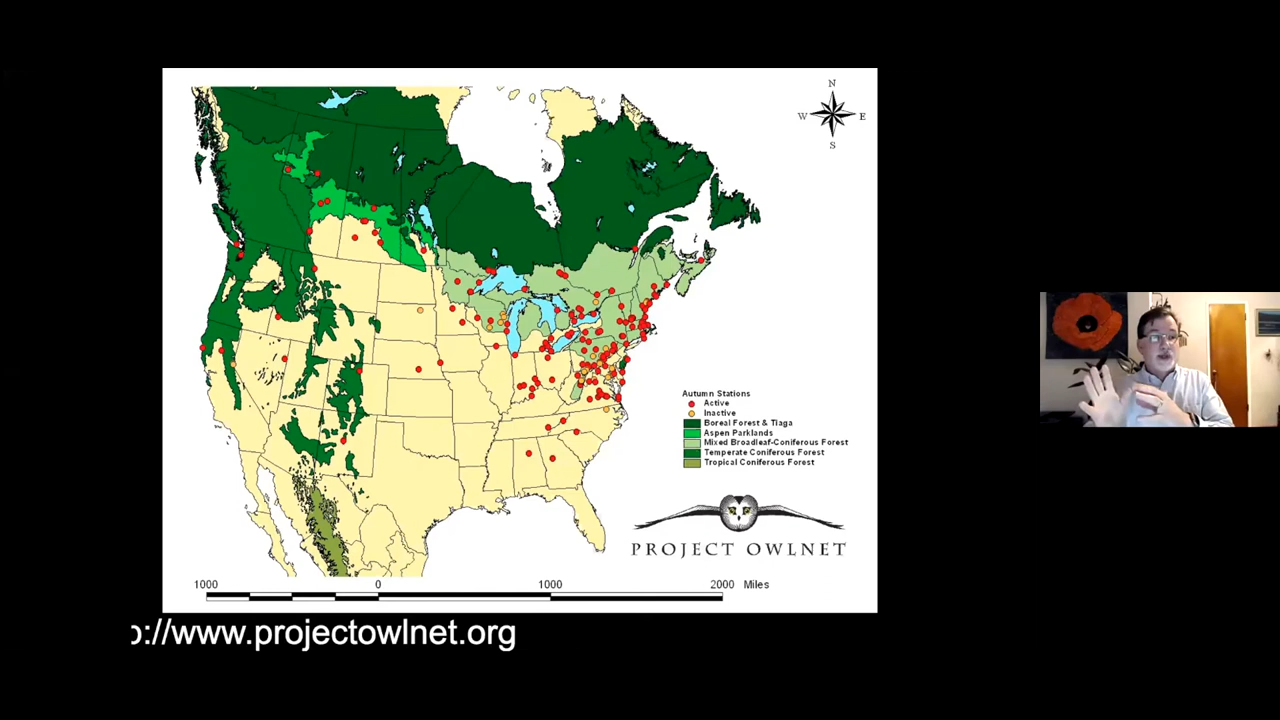 N
W E
S
Autumn Stations
Active
Inactive
Boreal Forest & Tiaga
Aspen Parklands
Mixed Broadleaf-Coniferous Forest
Temperate Coniferous Forest
Tropical Coniferous Forest
PROJECT OWLNET
1000 0 1000 2000 Miles
://www.projectowlnet.org